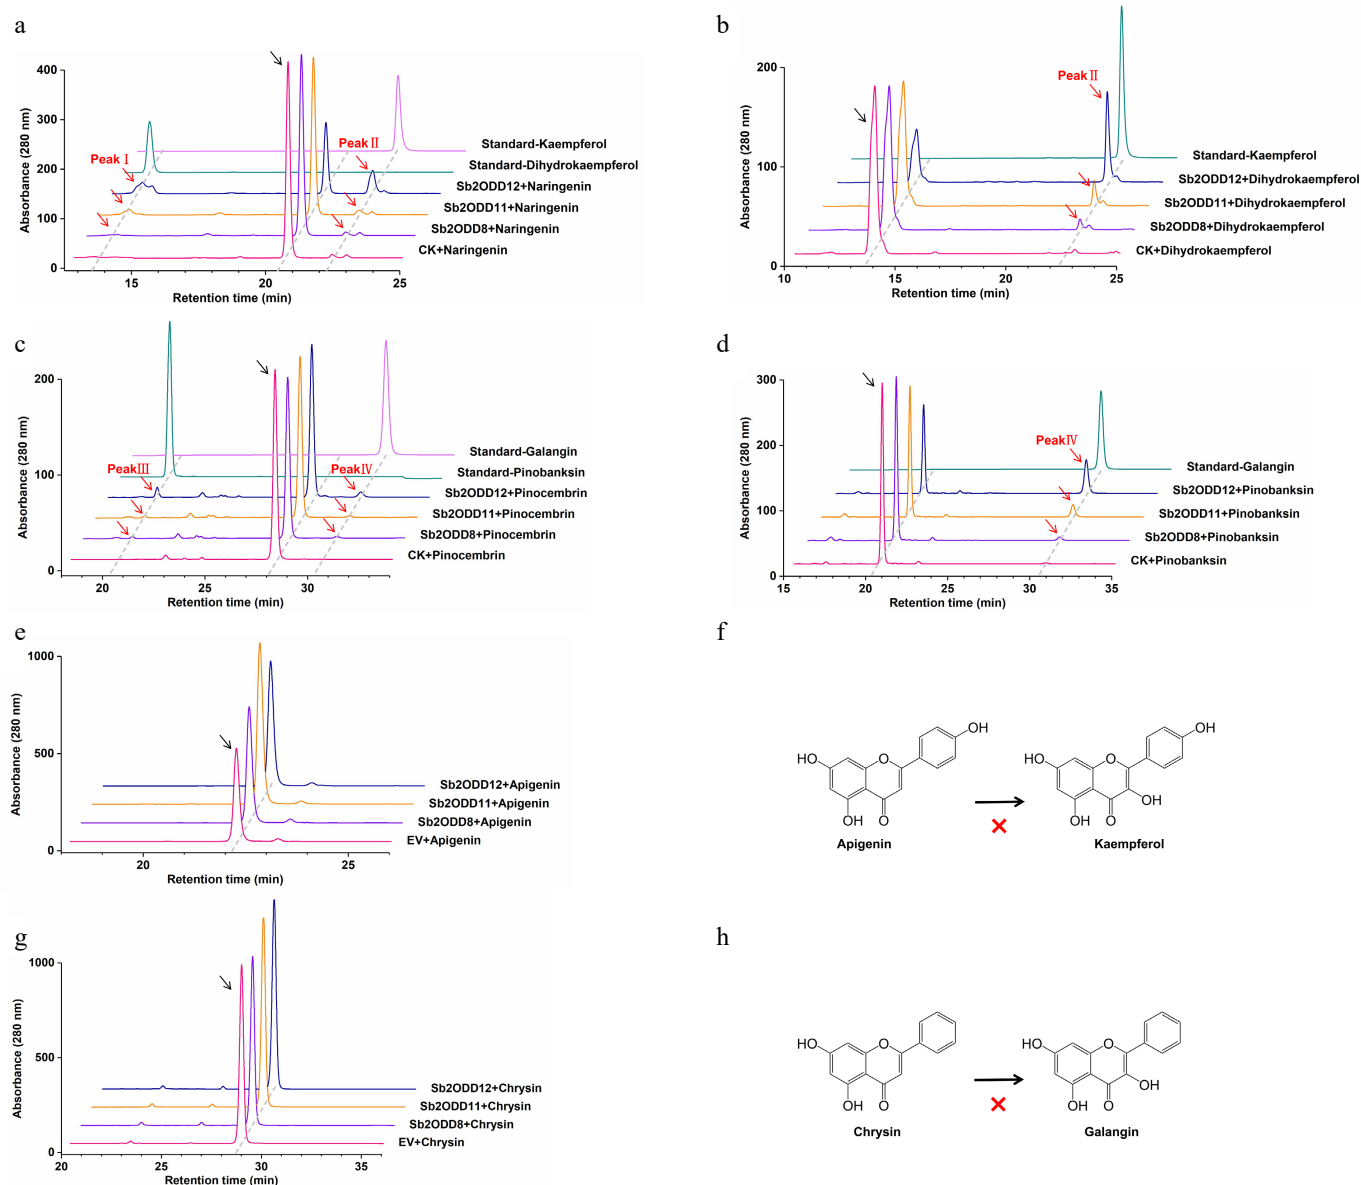 a
Absorbance (280 nm)
400
300
200
100
0
15
20
25
Retention time (min)
Peak Ⅰ
Peak Ⅱ
Standard-Kaempferol
Standard-Dihydrokaempferol
Sb2ODD12+Naringenin
Sb2ODD11+Naringenin
Sb2ODD8+Naringenin
CK+Naringenin
b
Absorbance (280 nm)
200
100
0
10
15
20
25
Retention time (min)
Peak Ⅱ
Standard-Kaempferol
Sb2ODD12+Dihydrokaempferol
Sb2ODD11+Dihydrokaempferol
Sb2ODD8+Dihydrokaempferol
CK+Dihydrokaempferol
c
Absorbance (280 nm)
200
100
0
20
25
30
Retention time (min)
PeakⅢ
PeakⅣ
Standard-Galangin
Standard-Pinobanksin
Sb2ODD12+Pinocembrin
Sb2ODD11+Pinocembrin
Sb2ODD8+Pinocembrin
CK+Pinocembrin
d
Absorbance (280 nm)
300
200
100
0
15
20
25
30
35
Retention time (min)
PeakⅣ
Standard-Galangin
Sb2ODD12+Pinobanksin
Sb2ODD11+Pinobanksin
Sb2ODD8+Pinobanksin
CK+Pinobanksin
e
Absorbance (280 nm)
1000
500
0
20
25
Retention time (min)
Sb2ODD12+Apigenin
Sb2ODD11+Apigenin
Sb2ODD8+Apigenin
EV+Apigenin
f
HO
O
OH
OH
O
Apigenin
HO
O
OH
OH
OH
O
Kaempferol
g
Absorbance (280 nm)
1000
500
0
20
25
30
35
Retention time (min)
Sb2ODD12+Chrysin
Sb2ODD11+Chrysin
Sb2ODD8+Chrysin
EV+Chrysin
h
HO
O
OH
O
Chrysin
HO
O
OH
OH
O
Galangin